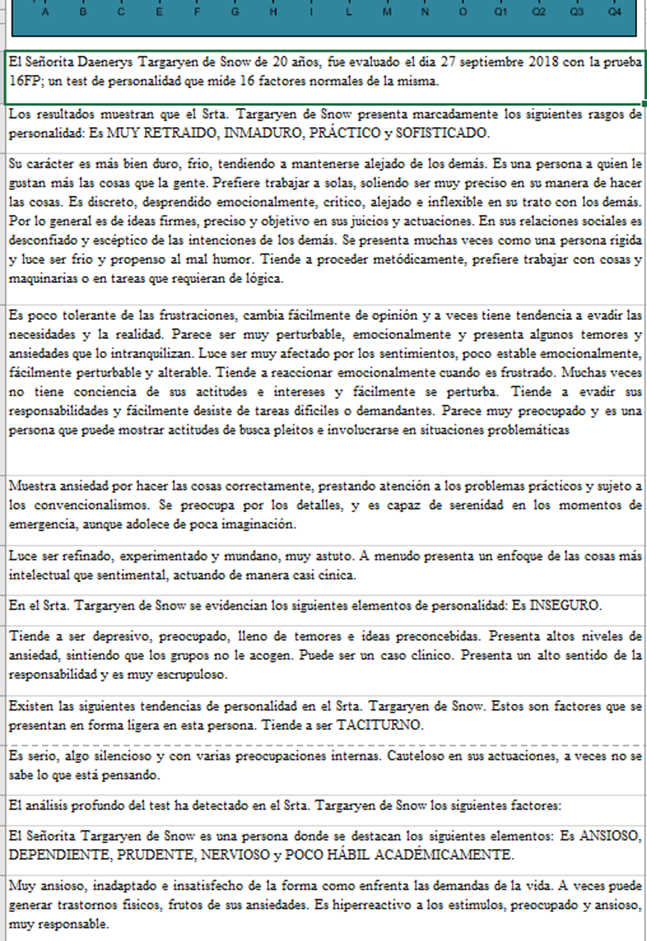 A B C E F G H I L M N O Q1 Q2 Q3 Q4
El Señorita Daenerys Targaryen de Snow de 20 años, fue evaluado el dia 27 septiembre 2018 con la prueba
16FP; un test de personalidad que mide 16 factores normales de la misma.
Los resultados muestran que el Srta. Targaryen de Snow presenta marcadamente los siguientes rasgos de
personalidad: Es MUY RETRAIDO, INMADURO, PRÁCTICO y SOFISTICADO.
Su carácter es más bien duro, frio, tendiendo a mantenerse alejado de los demás. Es una persona a quien le
gustan más las cosas que la gente. Prefiere trabajar a solas, soliendo ser muy preciso en su manera de hacer
las cosas. Es discreto, desprendido emocionalmente, critico, alejado e inflexible en su trato con los demás.
Por lo general es de ideas firmes, preciso y objetivo en sus juicios y actuaciones. En sus relaciones sociales es
desconfiado y escéptico de las intenciones de los demás. Se presenta muchas veces como una persona rigida
y luce ser frio y propenso al mal humor. Tiende a proceder metódicamente, prefiere trabajar con cosas y
maquinarias o en tareas que requieran de lógica.
Es poco tolerante de las frustraciones, cambia fácilmente de opinión y a veces tiene tendencia a evadir las
necesidades y la realidad. Parece ser muy perturbable, emocionalmente y presenta algunos temores y
ansiedades que lo intranquilizan. Luce ser muy afectado por los sentimientos, poco estable emocionalmente,
fácilmente perturbable y alterable. Tiende a reaccionar emocionalmente cuando es frustrado. Muchas veces
no tiene conciencia de sus actitudes e intereses y fácilmente se perturba. Tiende a evadir sus
responsabilidades y fácilmente desiste de tareas dificiles o demandantes. Parece muy preocupado y es una
persona que puede mostrar actitudes de busca pleitos e involucrarse en situaciones problemáticas
Muestra ansiedad por hacer las cosas correctamente, prestando atención a los problemas prácticos y sujeto a
los convencionalismos. Se preocupa por los detalles, y es capaz de serenidad en los momentos de
emergencia, aunque adolece de poca imaginación.
Luce ser refinado, experimentado y mundano, muy astuto. A menudo presenta un enfoque de las cosas más
intelectual que sentimental, actuando de manera casi cinica.
En el Srta. Targaryen de Snow se evidencian los siguientes elementos de personalidad: Es INSEGURO.
Tiende a ser depresivo, preocupado, lleno de temores e ideas preconcebidas. Presenta altos niveles de
ansiedad, sintiendo que los grupos no le acogen. Puede ser un caso clinico. Presenta un alto sentido de la
responsabilidad y es muy escrupuloso.
Existen las siguientes tendencias de personalidad en el Srta. Targaryen de Snow. Estos son factores que se
presentan en forma ligera en esta persona. Tiende a ser TACITURNO.
Es serio, algo silencioso y con varias preocupaciones internas. Cauteloso en sus actuaciones, a veces no se
sabe lo que está pensando.
El análisis profundo del test ha detectado en el Srta. Targaryen de Snow los siguientes factores:
El Señorita Targaryen de Snow es una persona donde se destacan los siguientes elementos: Es ANSIOSO,
DEPENDIENTE, PRUDENTE, NERVIOSO y POCO HÁBIL ACADÉMICAMENTE.
Muy ansioso, inadaptado e insatisfecho de la forma como enfrenta las demandas de la vida. A veces puede
generar trastornos fisicos, frutos de sus ansiedades. Es hiperreactivo a los estimulos, preocupado y ansioso,
muy responsable.